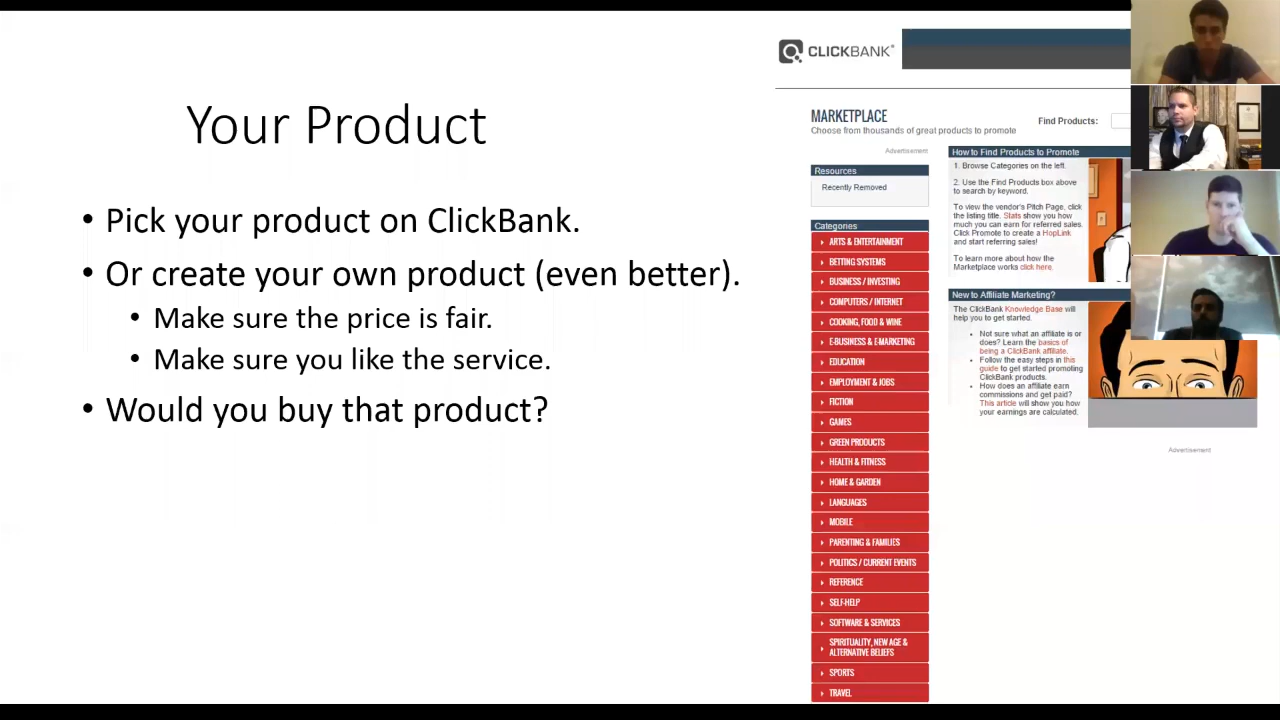 Your Product
• Pick your product on ClickBank.
• Or create your own product (even better).
• Make sure the price is fair.
• Make sure you like the service.
• Would you buy that product?
CLICKBANK®
MARKETPLACE
Choose from thousands of great products to promote
Find Products:
Advertisement
Resources
Recently Removed
Categories
ARTS & ENTERTAINMENT
BETTING SYSTEMS
BUSINESS / INVESTING
COMPUTERS / INTERNET
COOKING, FOOD & WINE
E-BUSINESS & E-MARKETING
EDUCATION
EMPLOYMENT & JOBS
FICTION
GAMES
GREEN PRODUCTS
HEALTH & FITNESS
HOME & GARDEN
LANGUAGES
MOBILE
PARENTING & FAMILIES
POLITICS / CURRENT EVENTS
REFERENCE
SELF-HELP
SOFTWARE & SERVICES
SPIRITUALITY, NEW AGE &
ALTERNATIVE BELIEFS
SPORTS
TRAVEL
How to Find Products to Promote
1. Browse Categories on the left.
2. Use the Find Products box above
to search by keyword.
To view the vendor's Pitch Page, click
the listing title. Stats show you how
much you can earn for referred sales.
Click Promote to create a HopLink
and start referring sales!
To learn more about how the
Marketplace works click here.
New to Affiliate Marketing?
The ClickBank Knowledge Base will
help you to get started.
• Not sure what an affiliate is or
does? Learn the basics of
being a ClickBank affiliate.
• Follow the easy steps in this
guide to get started promoting
ClickBank products.
• How does an affiliate earn
commissions and get paid?
This article will show you how
your earnings are calculated.
Advertisement